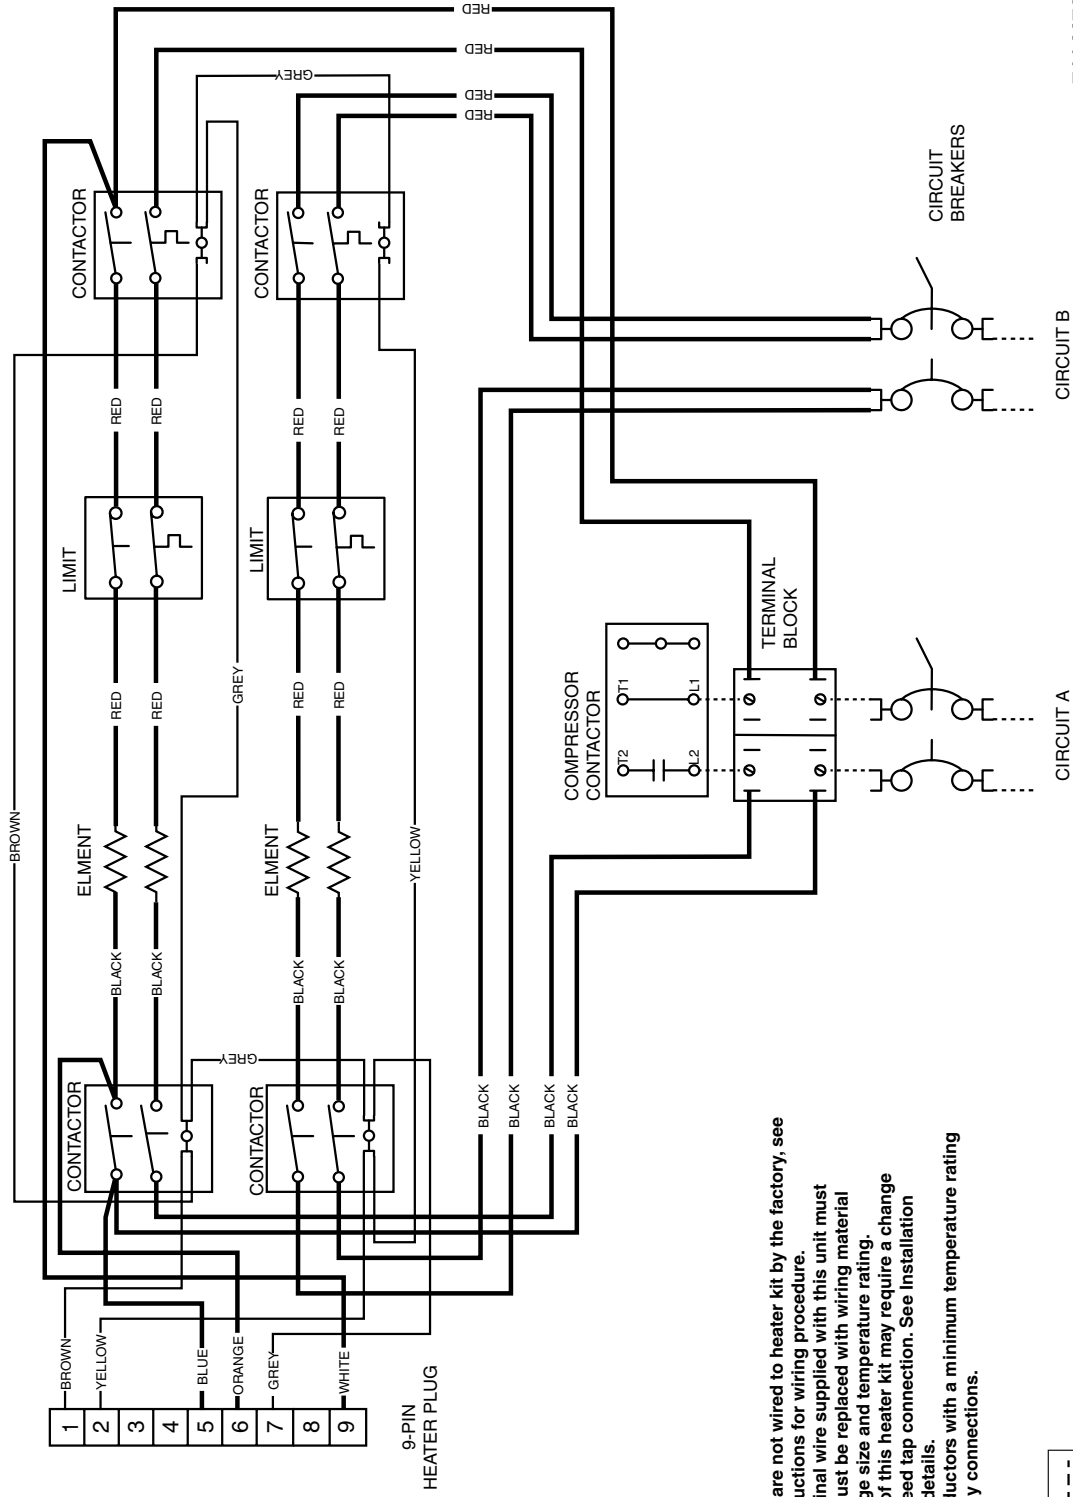 RED
RED
RED
RED
GREY
CIRCUIT
BREAKERS
CONTACTOR
CONTACTOR
RED
RED
RED
RED
CIRCUIT B
LIMIT
LIMIT
TERMINAL
BLOCK
RED
RED
GREY
RED
RED
COMPRESSOR
CONTACTOR
T1
L1
T2
L2
CIRCUIT A
BROWN
ELMENT
ELMENT
YELLOW
BLACK
BLACK
BLACK
BLACK
GREY
CONTACTOR
CONTACTOR
BLACK
BLACK
BLACK
BLACK
BROWN
YELLOW
BLUE
ORANGE
GREY
WHITE
1
2
3
4
5
6
7
8
9
9-PIN
HEATER PLUG
are not wired to heater kit by the factory, see
uctions for wiring procedure.
inal wire supplied with this unit must
ust be replaced with wiring material
ge size and temperature rating.
of this heater kit may require a change
eed tap connection. See Installation
details.
ductors with a minimum temperature rating
y connections.